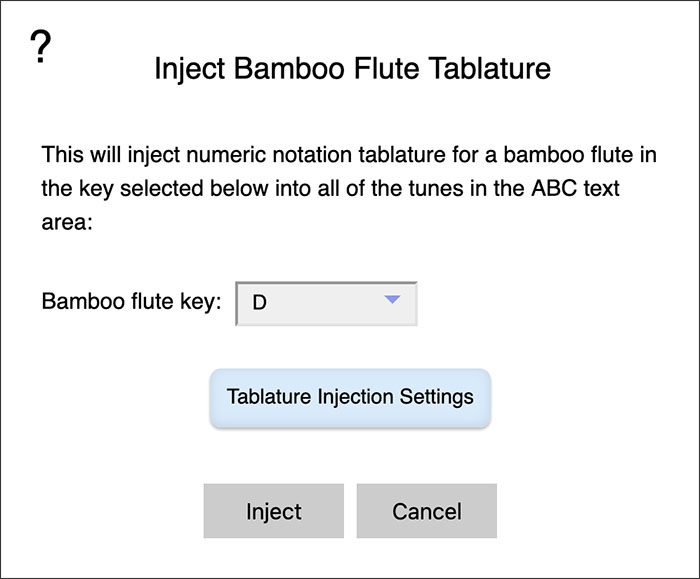 ?
Inject Bamboo Flute Tablature
This will inject numeric notation tablature for a bamboo flute in
the key selected below into all of the tunes in the ABC text
area:
Bamboo flute key: D
Tablature Injection Settings
Inject Cancel